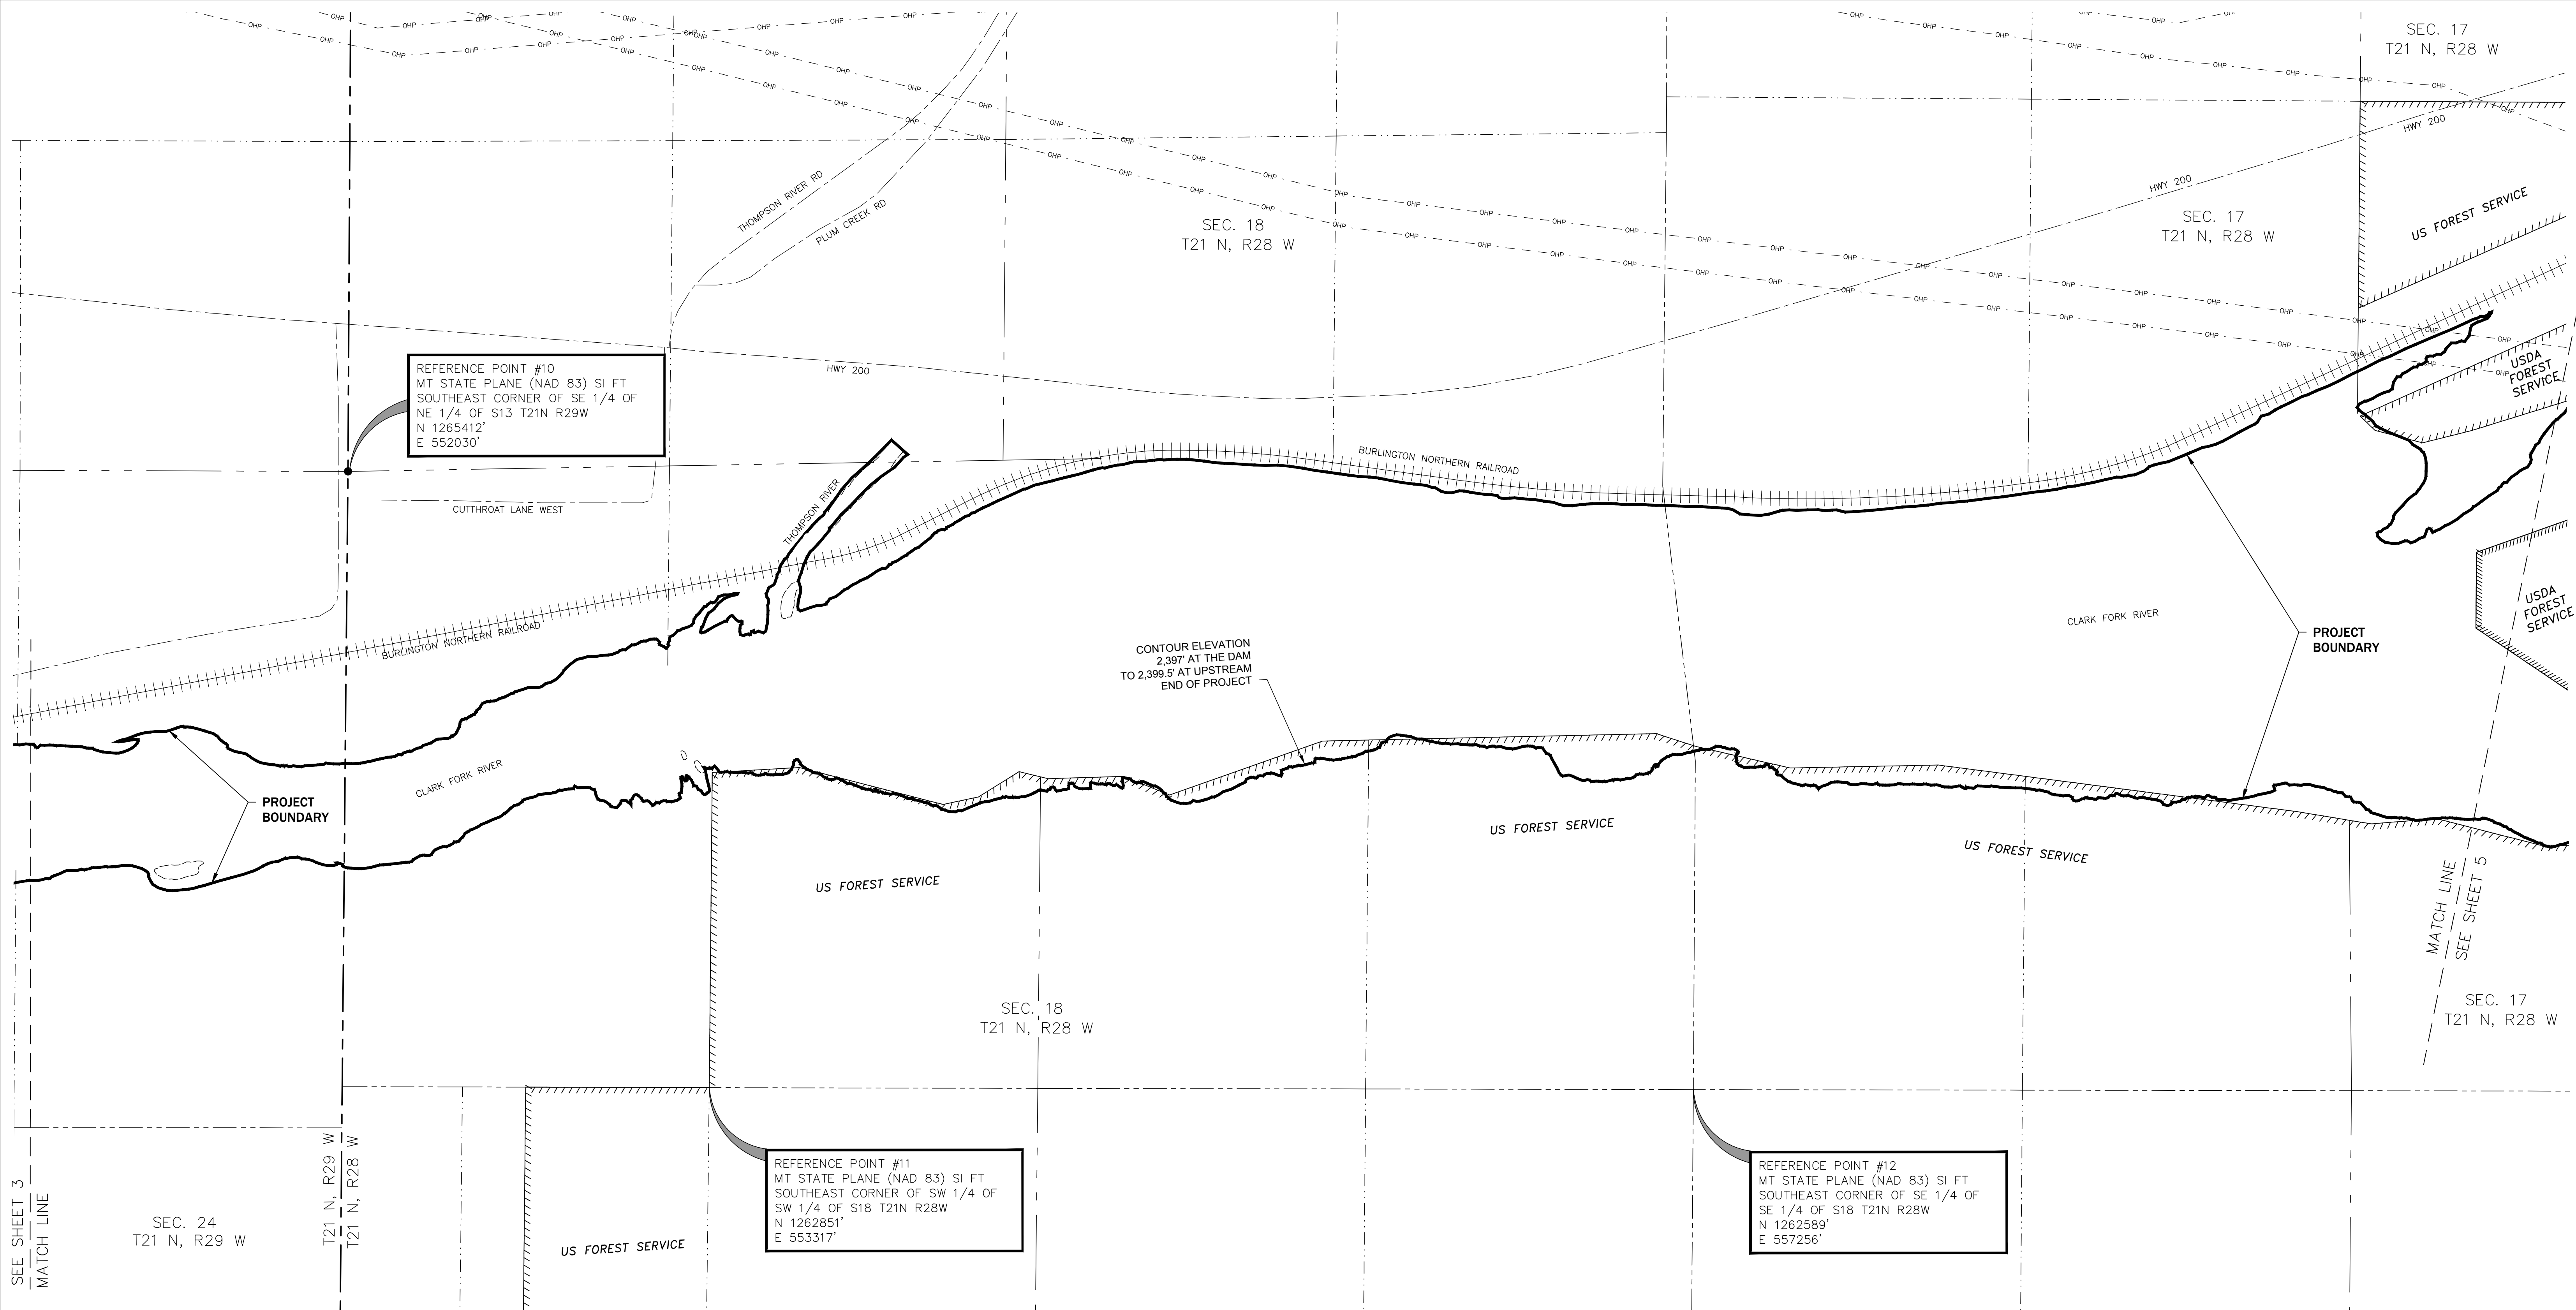 SEC. 17
T21 N, R28 W
HWY 200
THOMPSON RIVER RD
PLUM CREEK RD
SEC. 18
T21 N, R28 W
HWY 200
SEC. 17
T21 N, R28 W
US FOREST SERVICE
REFERENCE POINT #10
MT STATE PLANE (NAD 83) SI FT
SOUTHEAST CORNER OF SE 1/4 OF
NE 1/4 OF S13 T21N R29W
N 1265412'
E 552030'
HWY 200
USDA
FOREST
SERVICE
BURLINGTON NORTHERN RAILROAD
THOMPSON RIVER
CUTTHROAT LANE WEST
BURLINGTON NORTHERN RAILROAD
CLARK FORK RIVER
USDA
FOREST
SERVICE
PROJECT
BOUNDARY
CONTOUR ELEVATION
2,397' AT THE DAM
TO 2,399.5' AT UPSTREAM
END OF PROJECT
CLARK FORK RIVER
PROJECT
BOUNDARY
US FOREST SERVICE
US FOREST SERVICE
US FOREST SERVICE
MATCH LINE
SEE SHEET 5
SEC. 18
T21 N, R28 W
SEC. 17
T21 N, R28 W
REFERENCE POINT #11
MT STATE PLANE (NAD 83) SI FT
SOUTHEAST CORNER OF SW 1/4 OF
SW 1/4 OF S18 T21N R28W
N 1262851'
E 553317'
REFERENCE POINT #12
MT STATE PLANE (NAD 83) SI FT
SOUTHEAST CORNER OF SE 1/4 OF
SE 1/4 OF S18 T21N R28W
N 1262589'
E 557256'
SEE SHEET 3
MATCH LINE
SEC. 24
T21 N, R29 W
T21 N, R29 W
T21 N, R28 W
US FOREST SERVICE
OHP